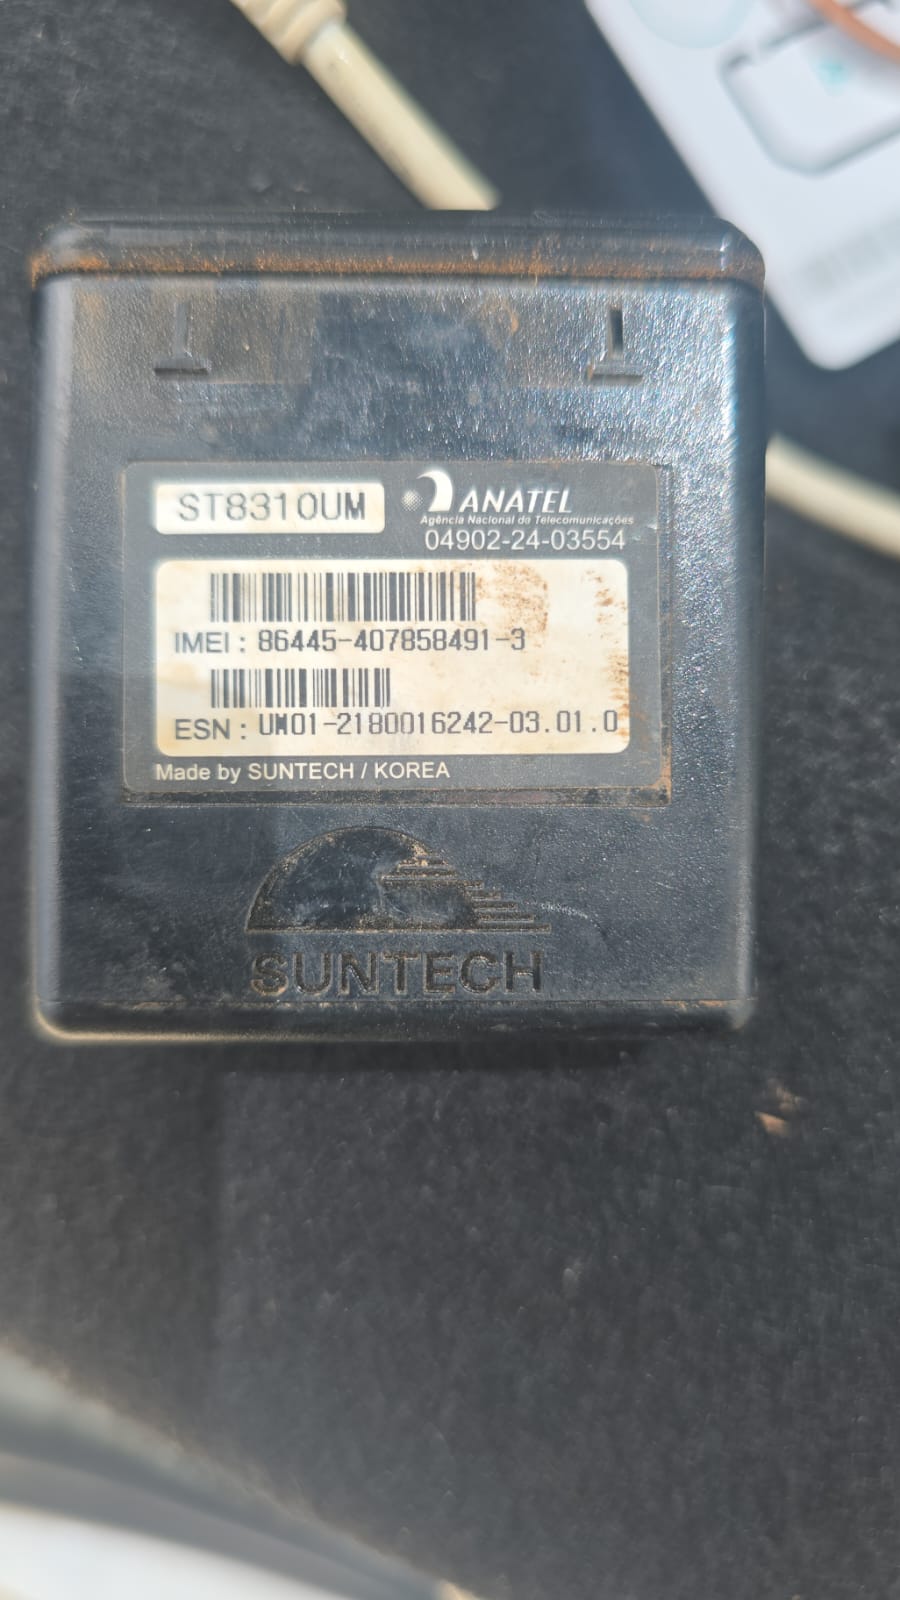 ST8310UM
ANATEL
Agência Nacional de Telecomunicações
04902-24-03554
IMEI : 86445-407858491-3
ESN : UM01-2180016242-03.01.0
Made by SUNTECH / KOREA
SUNTECH